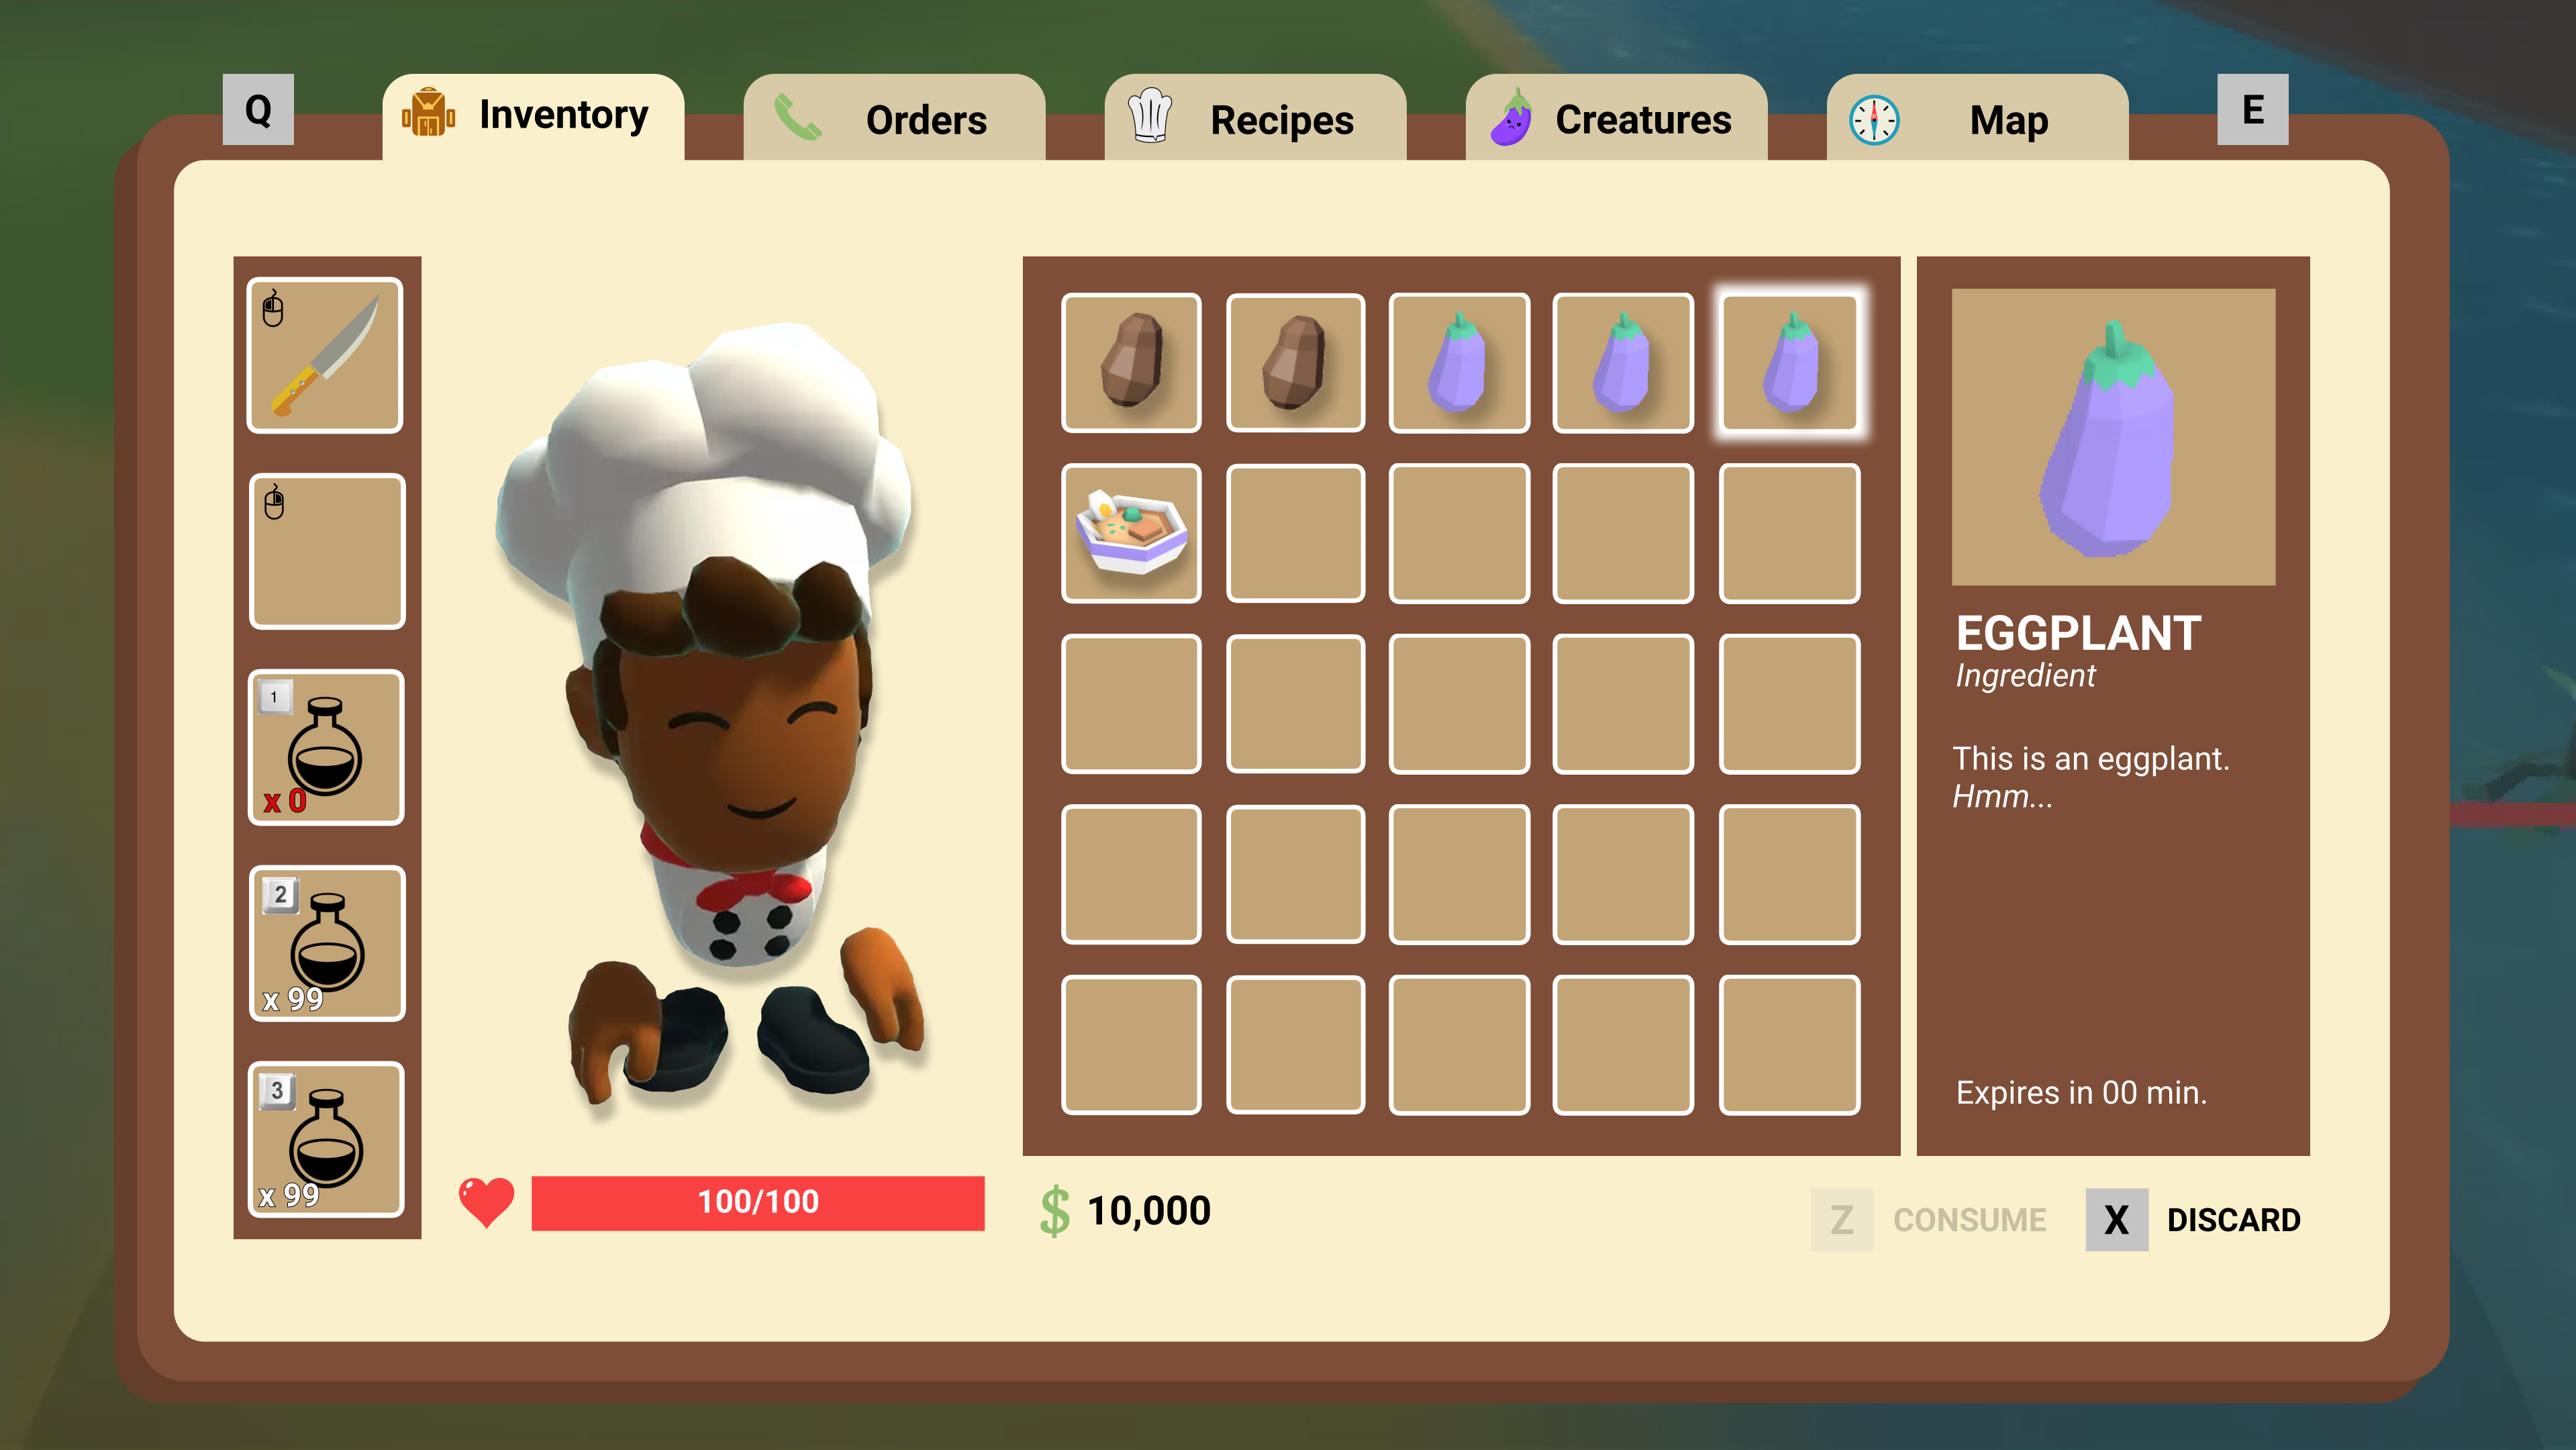 Q
Inventory
Orders
Recipes
Creatures
Map
E
1
x 0
2
x 99
3
x 99
100/100
$ 10,000
EGGPLANT
Ingredient
This is an eggplant.
Hmm...
Expires in 00 min.
Z CONSUME
X DISCARD